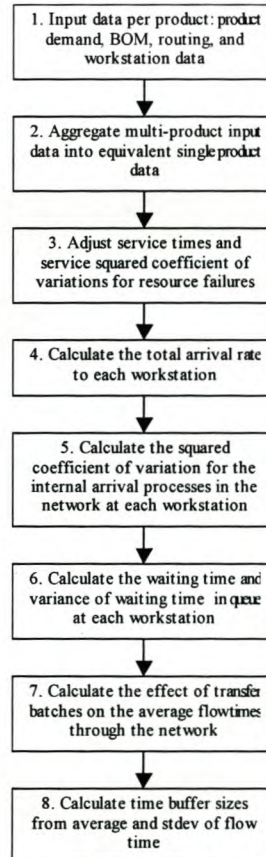 1. Input data per product: product
demand, BOM, routing, and
workstation data
2. Aggregate multi-product input
data into equivalent single product
data
3. Adjust service times and
service squared coefficient of
variations for resource failures
4. Calculate the total arrival rate
to each workstation
5. Calculate the squared
coefficient of variation for the
internal arrival processes in the
network at each workstation
6. Calculate the waiting time and
variance of waiting time in queue
at each workstation
7. Calculate the effect of transfer
batches on the average flowtimes
through the network
8. Calculate time buffer sizes
from average and stdev of flow
time